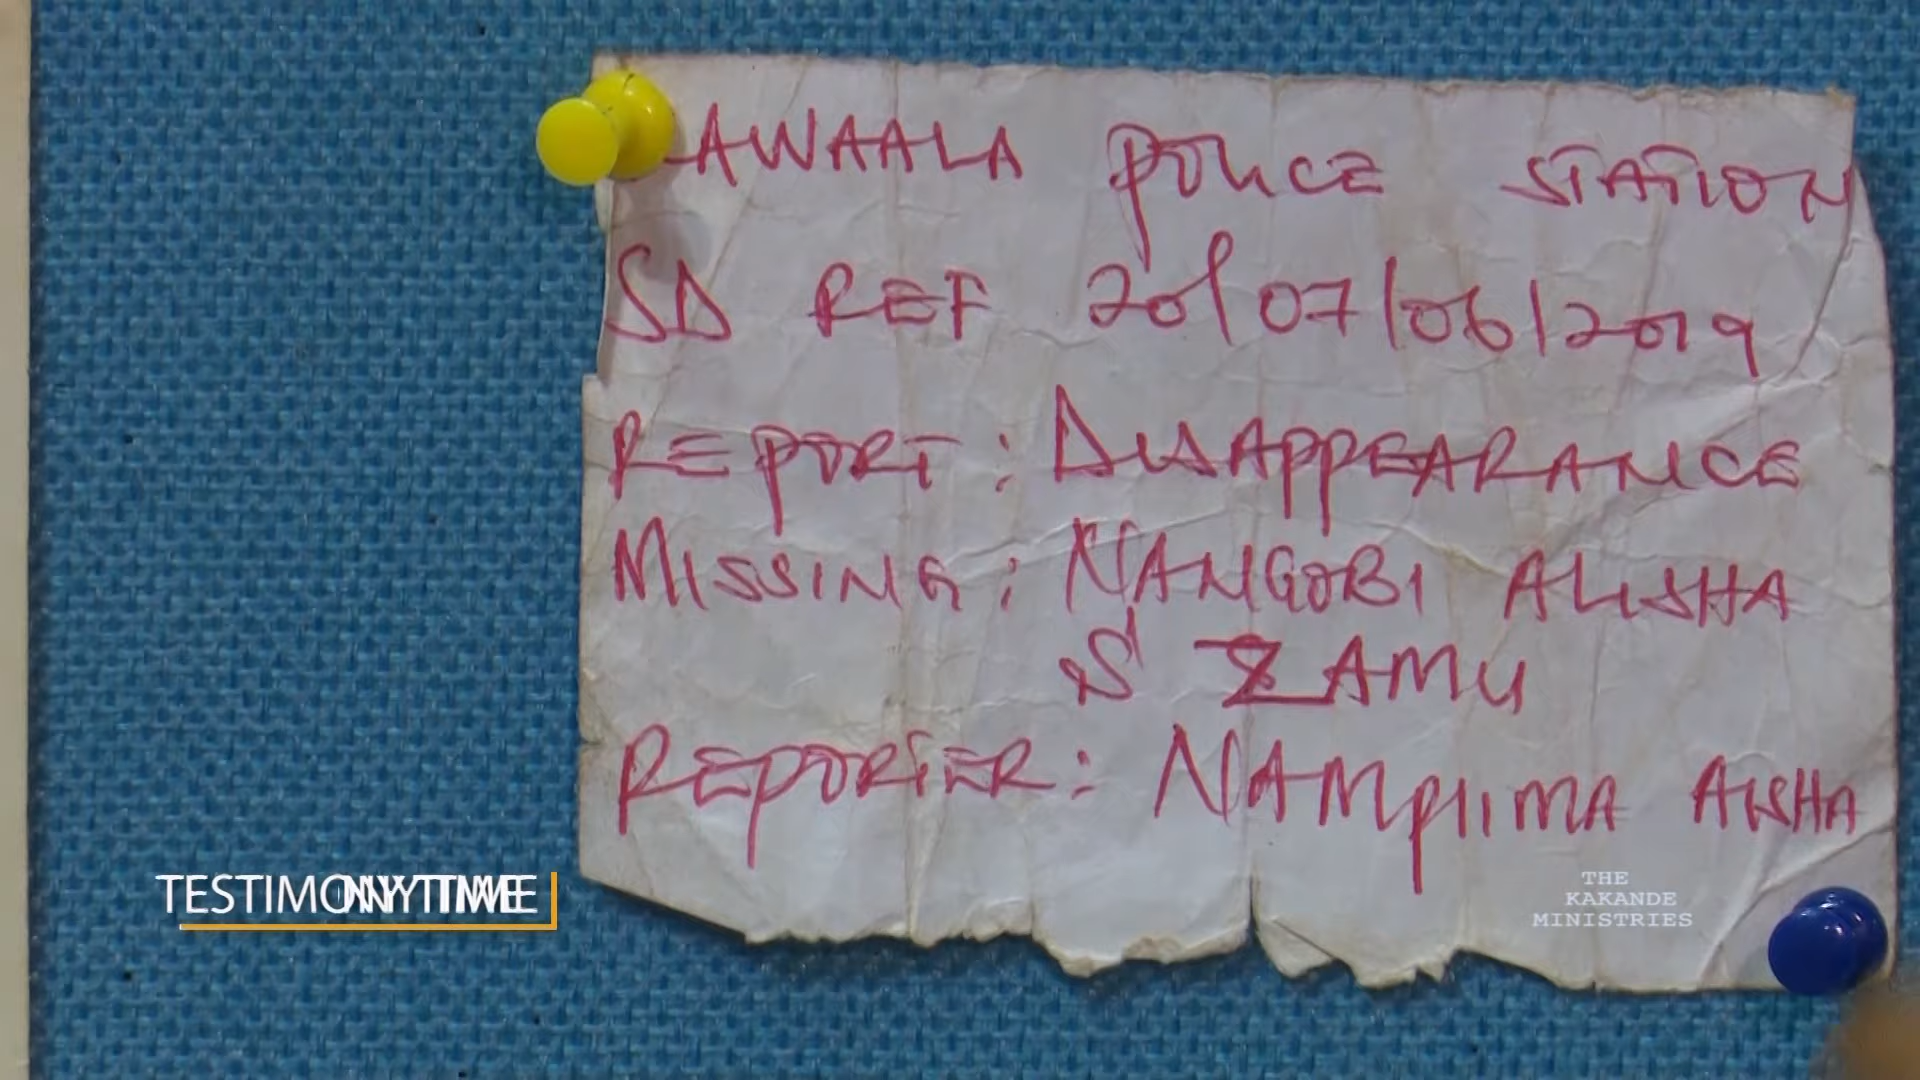 AWAALA POLICE STATION
SD REF 20/07/06/2019
REPORT: DISAPPEARANCE
MISSING: NANGOBI ALISHA
& ZAMU
REPORTER: NAMPIIMA AISHA
TESTIMONY TIME
THE
KAKANDE
MINISTRIES